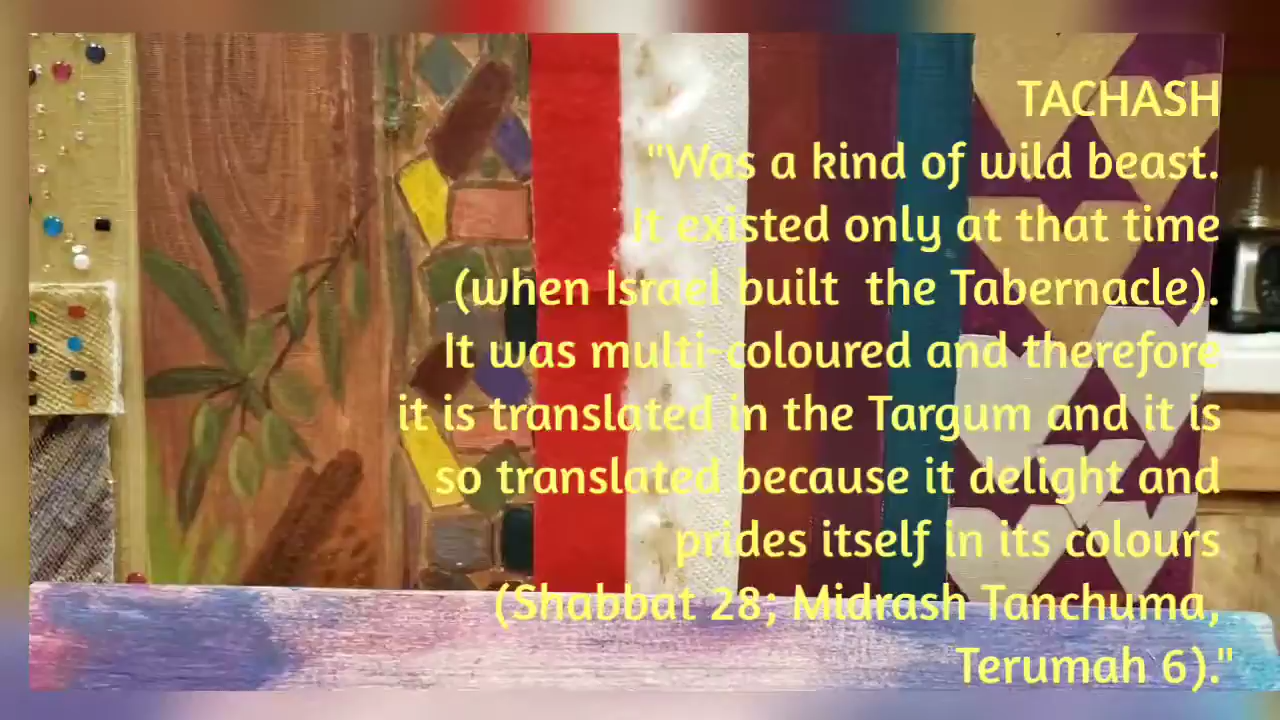 TACHASH
"Was a kind of wild beast.
It existed only at that time
(when Israel built  the Tabernacle).
It was multi-coloured and therefore
it is translated in the Targum and it is
so translated because it delight and
prides itself in its colours
(Shabbat 28; Midrash Tanchuma,
Terumah 6)."